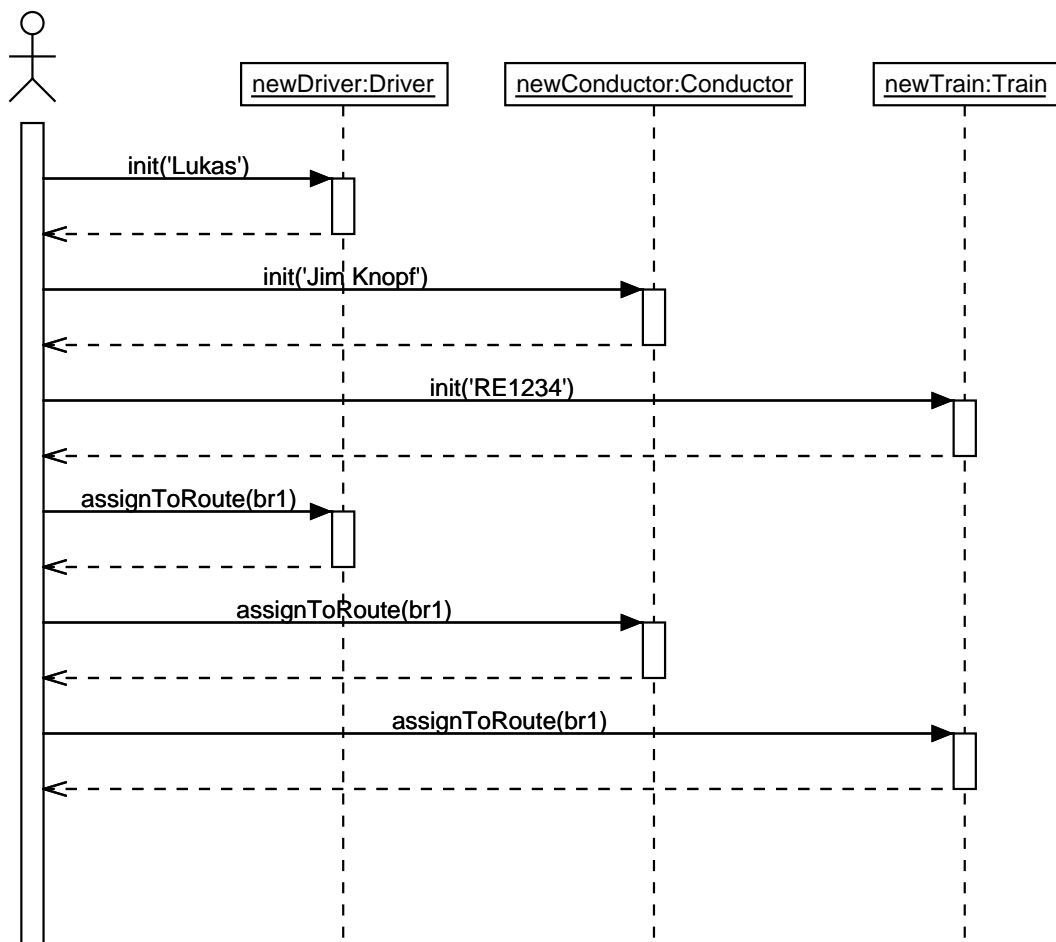 newDriver:Driver
newConductor:Conductor
newTrain:Train
init('Lukas')
init('Jim Knopf')
init('RE1234')
assignToRoute(br1)
assignToRoute(br1)
assignToRoute(br1)